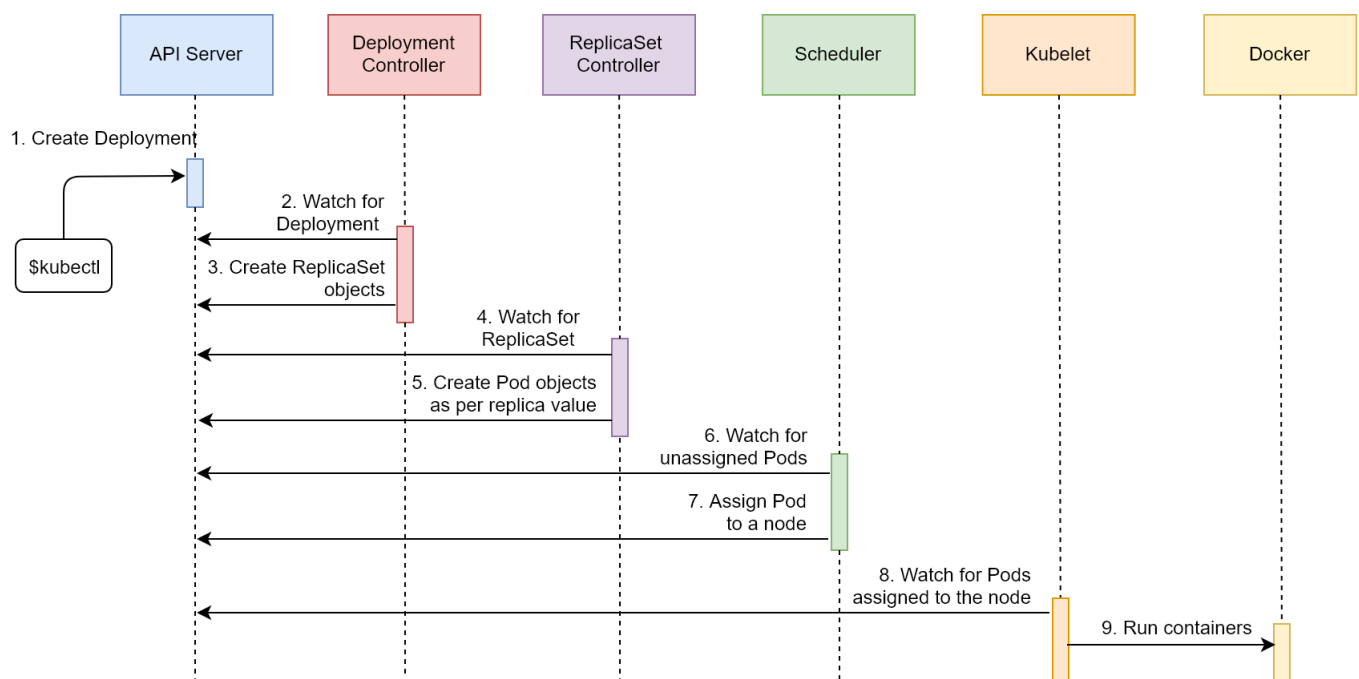 API Server
Deployment
Controller
ReplicaSet
Controller
Scheduler
Kubelet
Docker
1. Create Deployment
$kubectl
2. Watch for
Deployment
3. Create ReplicaSet
objects
4. Watch for
ReplicaSet
5. Create Pod objects
as per replica value
6. Watch for
unassigned Pods
7. Assign Pod
to a node
8. Watch for Pods
assigned to the node
9. Run containers